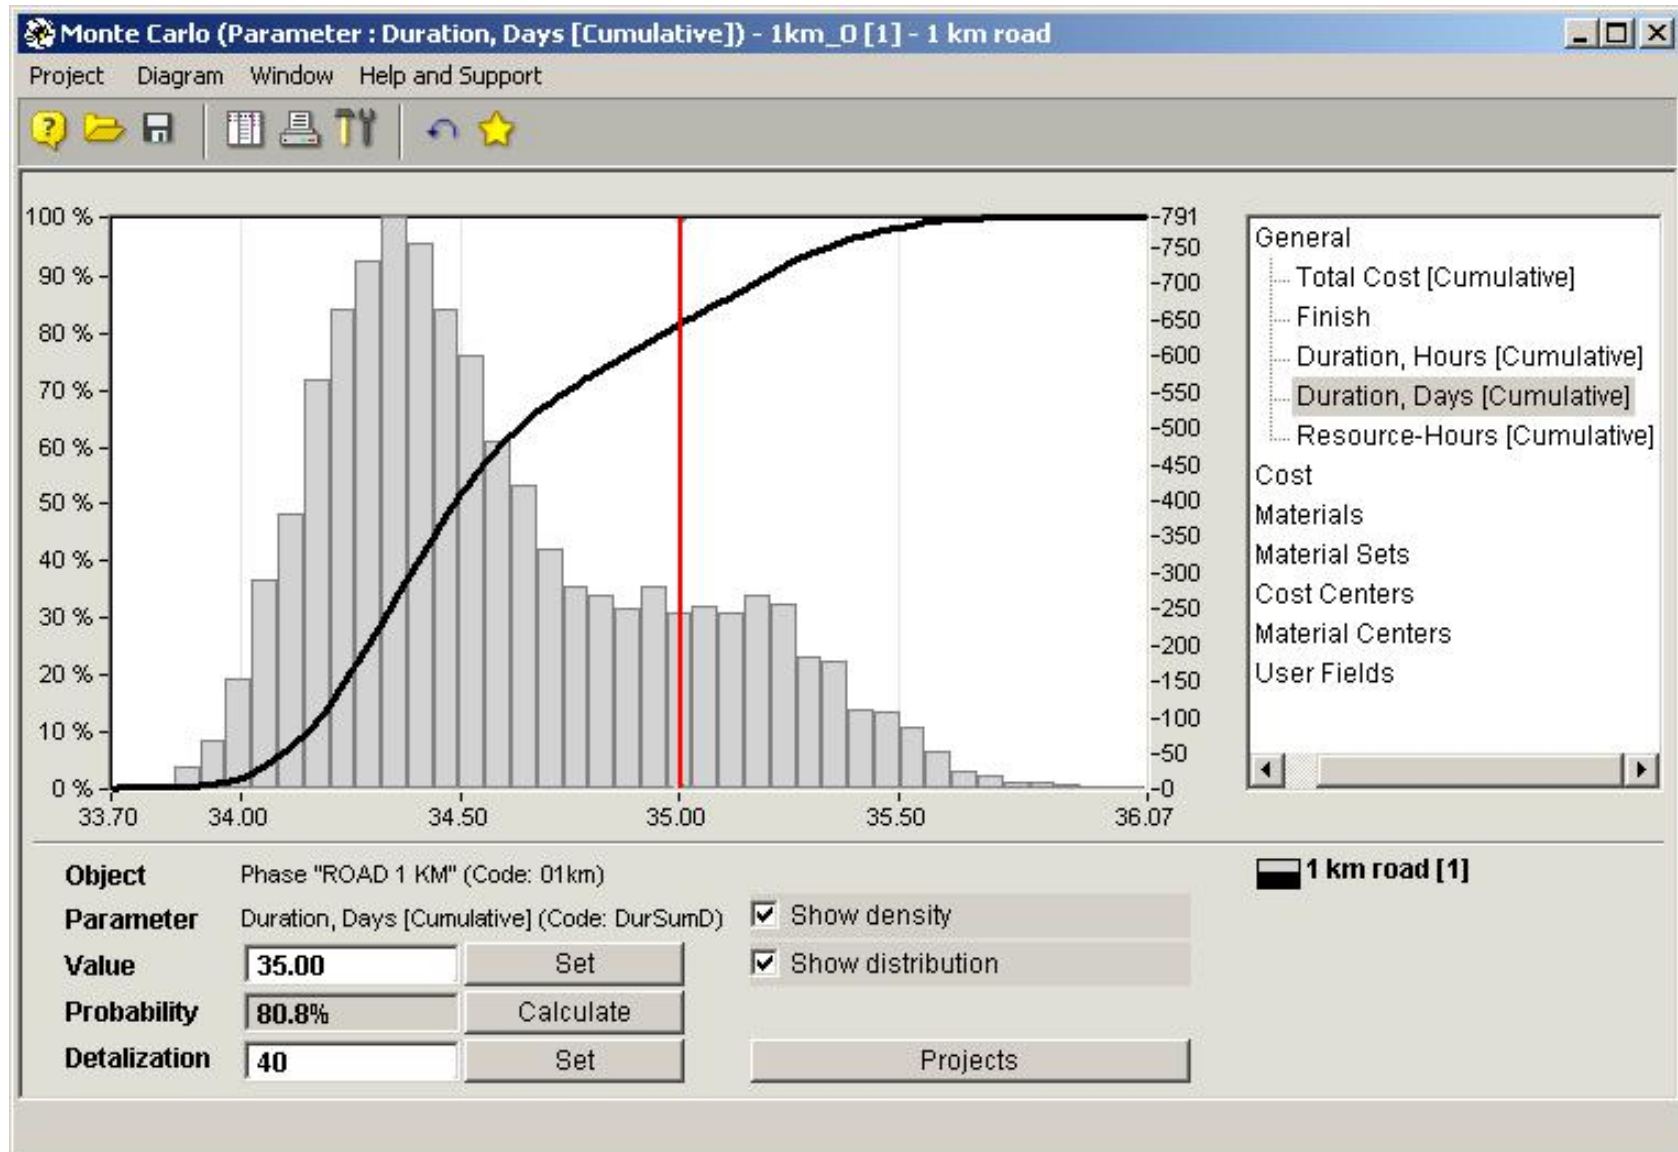 Monte Carlo (Parameter : Duration, Days [Cumulative]) - 1km_0 [1] - 1 km road
Project Diagram Window Help and Support
100 %
90 %
80 %
70 %
60 %
50 %
40 %
30 %
20 %
10 %
0 %
33.70 34.00 34.50 35.00 35.50 36.07
-791
-750
-700
-650
-600
-550
-500
-450
-400
-350
-300
-250
-200
-150
-100
-50
-0
General
Total Cost [Cumulative]
Finish
Duration, Hours [Cumulative]
Duration, Days [Cumulative]
Resource-Hours [Cumulative]
Cost
Materials
Material Sets
Cost Centers
Material Centers
User Fields
Object Phase "ROAD 1 KM" (Code: 01km)
Parameter Duration, Days [Cumulative] (Code: DurSumD)
Value 35.00 Set
Probability 80.8% Calculate
Detalization 40 Set
Show density
Show distribution
Projects
1 km road [1]